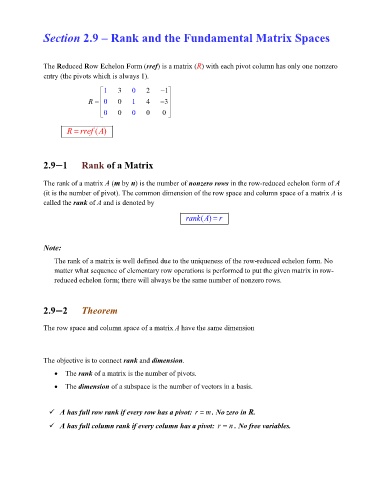 Section 2.9 – Rank and the Fundamental Matrix Spaces
The Reduced Row Echelon Form (rref) is a matrix (R) with each pivot column has only one nonzero
entry (the pivots which is always 1).
1 3 0 2 −1
R = 0 0 1 4 −3
0 0 0 0 0
R = rref (A)
2.9−1 Rank of a Matrix
The rank of a matrix A (m by n) is the number of nonzero rows in the row-reduced echelon form of A
(it is the number of pivot). The common dimension of the row space and column space of a matrix A is
called the rank of A and is denoted by
rank(A) = r
Note:
The rank of a matrix is well defined due to the uniqueness of the row-reduced echelon form. No
matter what sequence of elementary row operations is performed to put the given matrix in row-
reduced echelon form; there will always be the same number of nonzero rows.
2.9−2 Theorem
The row space and column space of a matrix A have the same dimension
The objective is to connect rank and dimension.
• The rank of a matrix is the number of pivots.
• The dimension of a subspace is the number of vectors in a basis.
✓ A has full row rank if every row has a pivot: r = m. No zero in R.
✓ A has full column rank if every column has a pivot: r = n. No free variables.